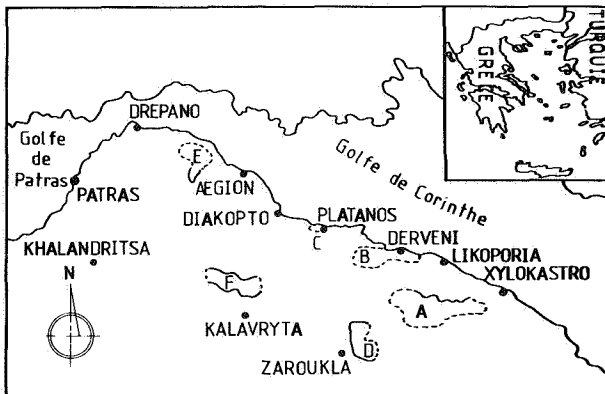 TURQUIE
GRECE
DREPANO
Golfe
de
Patras
PATRAS
E
AEGION
Golfe de Corinthe
DIAKOPTO
PLATANOS
C
DERVENI
B
LIKOPORIA
XYLOKASTRO
KHALANDRITSA
N
F
A
KALAVRYTA
D
ZAROUKLA